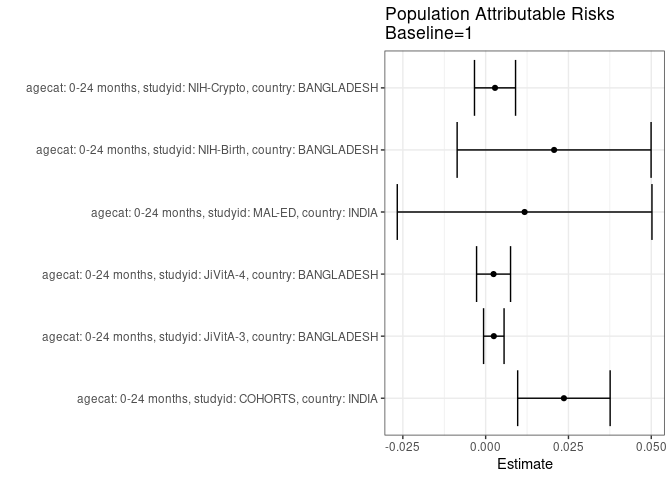 Population Attributable Risks
Baseline=1
agecat: 0-24 months, studyid: NIH-Crypto, country: BANGLADESH
agecat: 0-24 months, studyid: NIH-Birth, country: BANGLADESH
agecat: 0-24 months, studyid: MAL-ED, country: INDIA
agecat: 0-24 months, studyid: JiVitA-4, country: BANGLADESH
agecat: 0-24 months, studyid: JiVitA-3, country: BANGLADESH
agecat: 0-24 months, studyid: COHORTS, country: INDIA
-0.025 0.000 0.025 0.050
Estimate